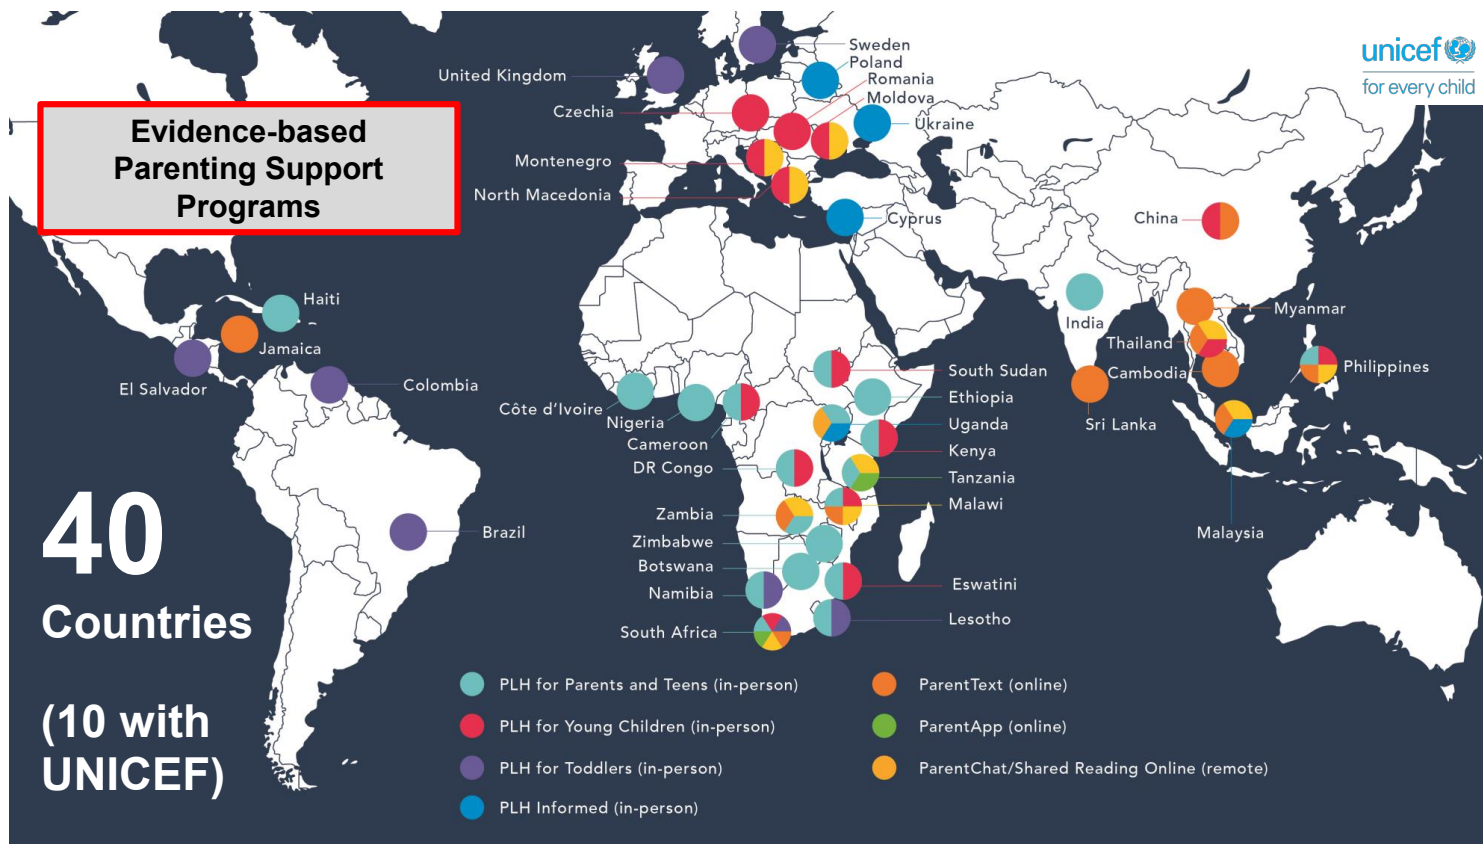 Evidence-based
Parenting Support
Programs
unicef
for every child
United Kingdom
Sweden
Poland
Romania
Moldova
Czechia
Ukraine
Montenegro
North Macedonia
Cyprus
China
Haiti
Jamaica
El Salvador
Colombia
India
Myanmar
Thailand
Cambodia
Philippines
Sri Lanka
Malaysia
Côte d’Ivoire
Nigeria
Cameroon
DR Congo
South Sudan
Ethiopia
Uganda
Kenya
Tanzania
Malawi
Zambia
Zimbabwe
Botswana
Namibia
South Africa
Eswatini
Lesotho
Brazil
40
Countries
(10 with
UNICEF)
PLH for Parents and Teens (in-person)
PLH for Young Children (in-person)
PLH for Toddlers (in-person)
PLH Informed (in-person)
ParentText (online)
ParentApp (online)
ParentChat/Shared Reading Online (remote)